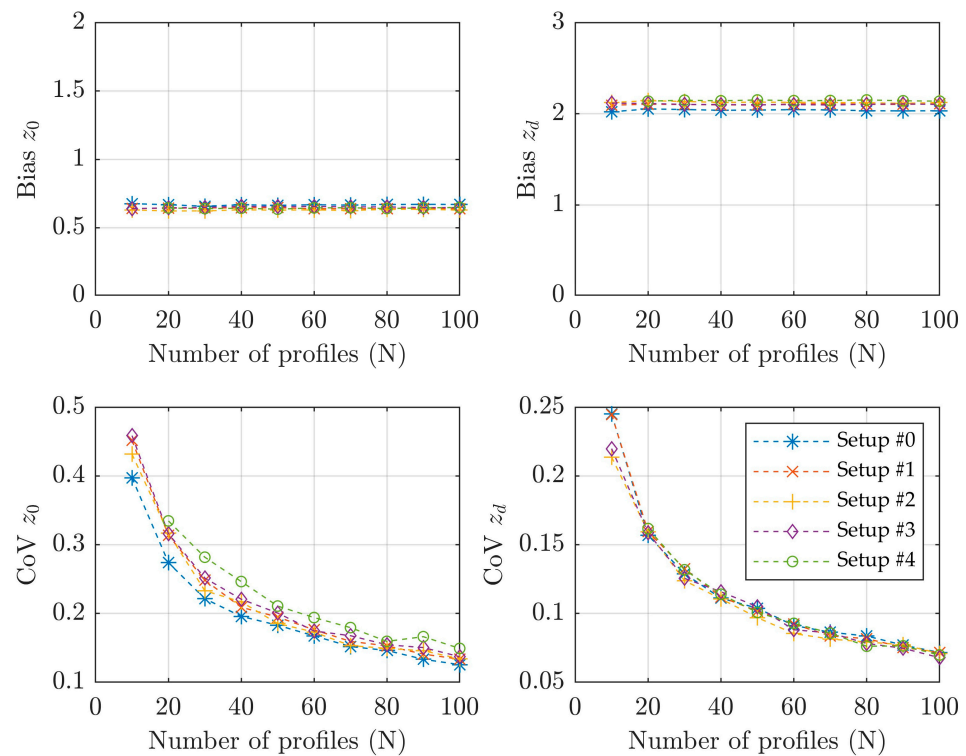 2
1.5
1
0.5
0
Bias z0
0 20 40 60 80 100
Number of profiles (N)
3
2
1
0
Bias zd
0 20 40 60 80 100
Number of profiles (N)
0.5
0.4
0.3
0.2
0.1
CoV z0
0 20 40 60 80 100
Number of profiles (N)
0.25
0.2
0.15
0.1
0.05
CoV zd
0 20 40 60 80 100
Number of profiles (N)
Setup #0
Setup #1
Setup #2
Setup #3
Setup #4